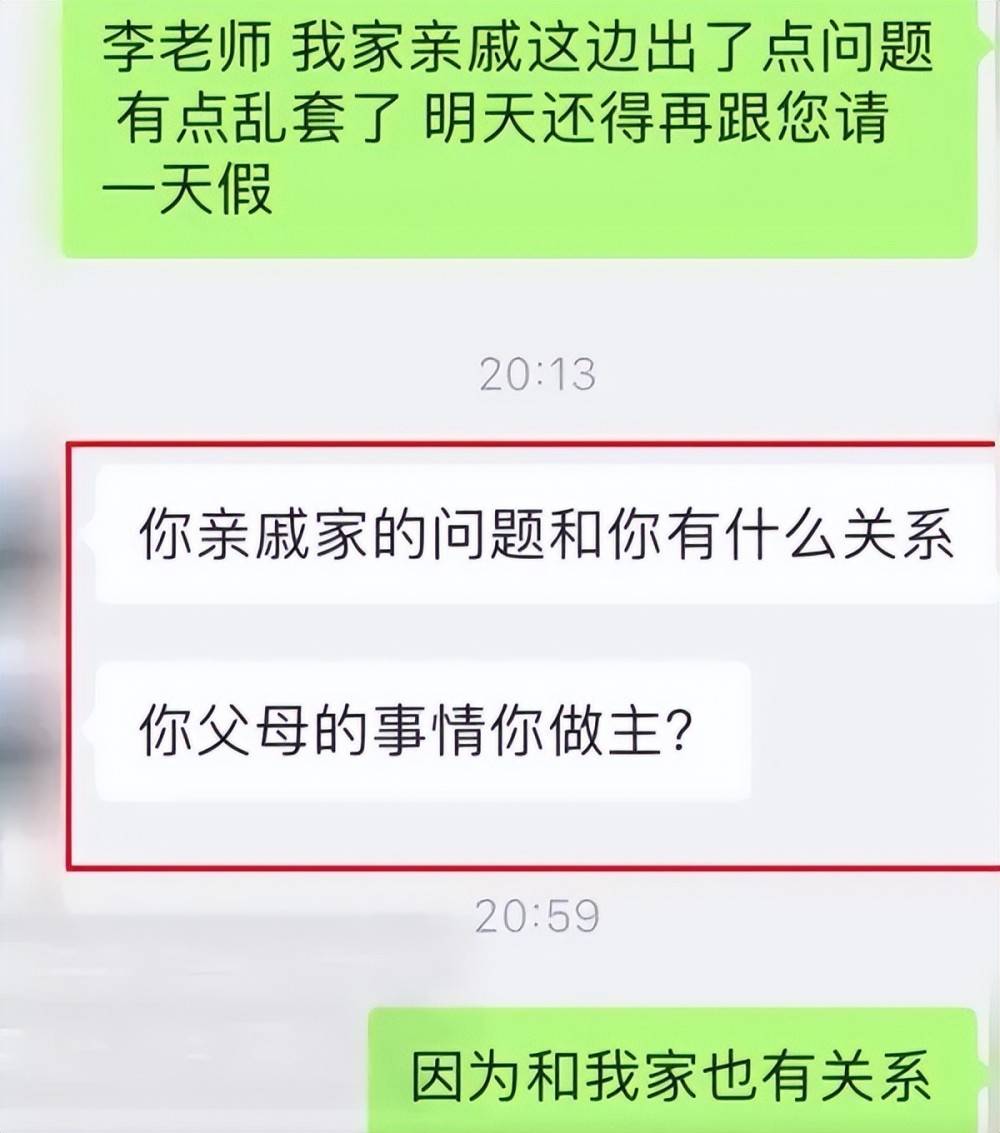 李老师 我家亲戚这边出了点问题
有点乱套了 明天还得再跟您请
一天假
20:13
你亲戚家的问题和你有什么关系
你父母的事情你做主?
20:59
因为和我家也有关系